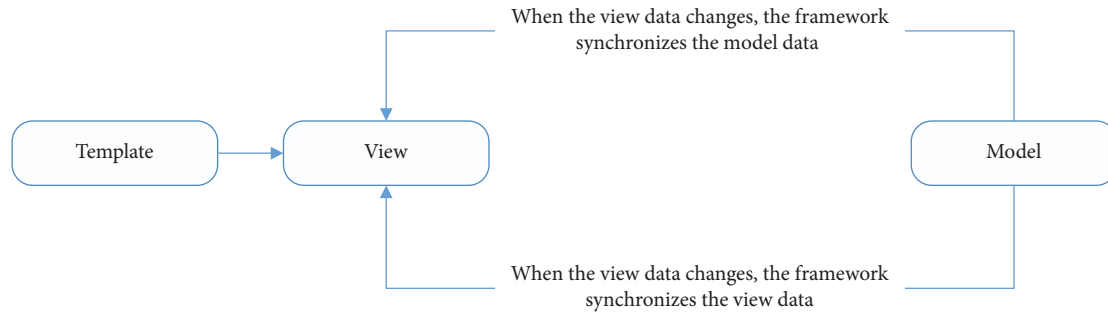 When the view data changes, the framework
synchronizes the model data
Template
View
Model
When the view data changes, the framework
synchronizes the view data